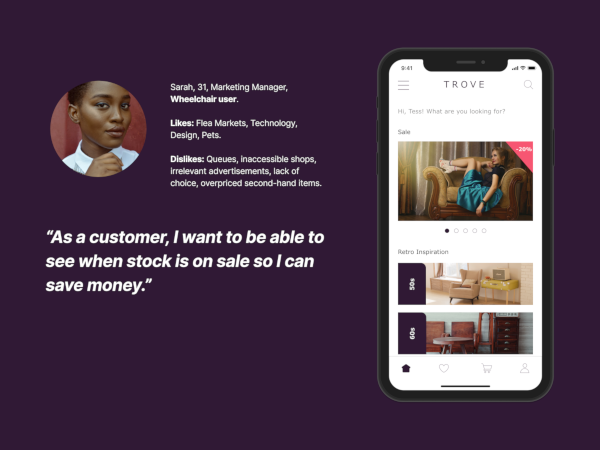 Sarah, 31, Marketing Manager,
Wheelchair user.
Likes: Flea Markets, Technology,
Design, Pets.
Dislikes: Queues, inaccessible shops,
irrelevant advertisements, lack of
choice, overpriced second-hand items.
“As a customer, I want to be able to
see when stock is on sale so I can
save money.”
9:41
TROVE
Hi, Tess! What are you looking for?
Sale
-20%
Retro Inspiration
50s
60s